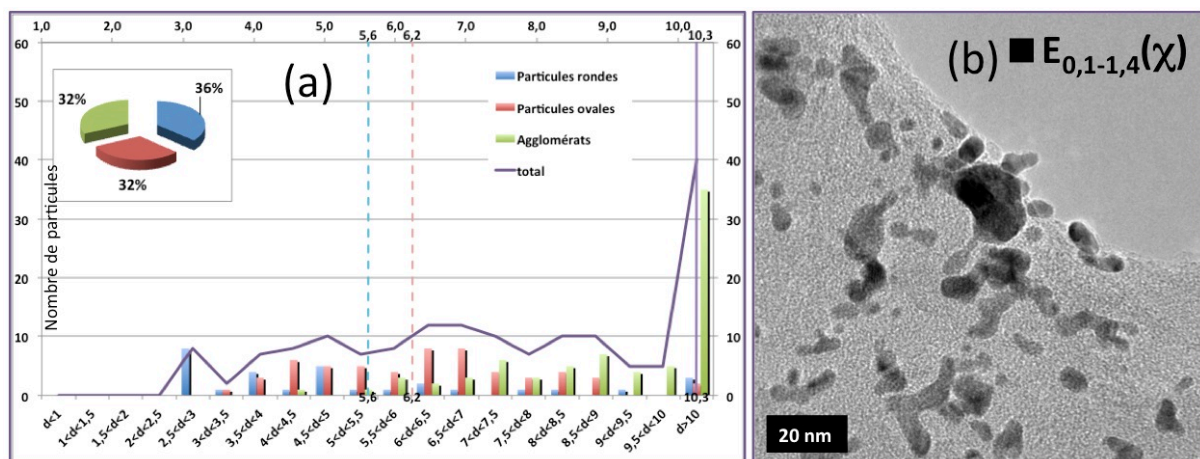 1,0 2,0 3,0 4,0 5,0 6,0 7,0 8,0 9,0 10,0
5,6 6,2 10,3
60 60
50 50
40 40
30 30
20 20
10 10
0 0
Nombre de particules
(a)
36%
32%
32%
Particules rondes
Particules ovales
Agglomérats
total
5,6 6,2 10,3
d<1
1<d<1,5
1,5<d<2
2<d<2,5
2,5<d<3
3<d<3,5
3,5<d<4
4<d<4,5
4,5<d<5
5<d<5,5
5,5<d<6
6<d<6,5
6,5<d<7
7<d<7,5
7,5<d<8
8<d<8,5
8,5<d<9
9<d<9,5
9,5<d<10
d>10
(b) ■ E0,1-1,4(χ)
20 nm